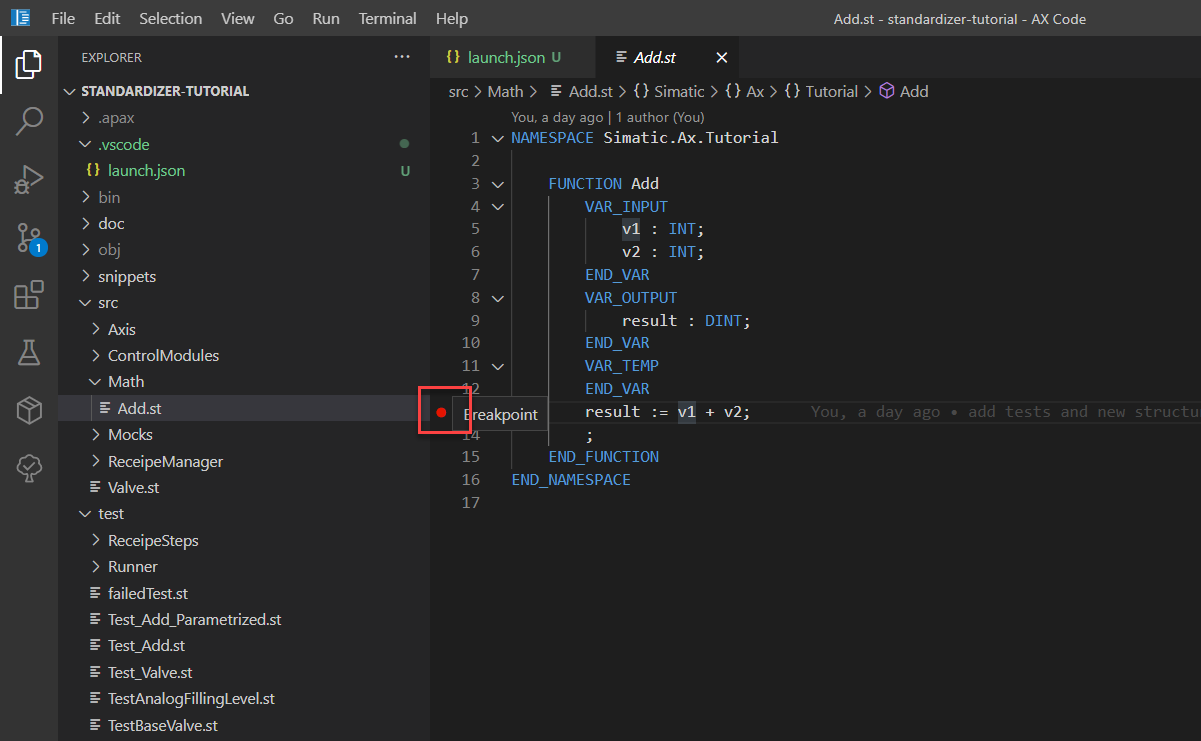 File Edit Selection View Go Run Terminal Help Add.st - standardizer-tutorial - AX Code
EXPLORER ···
STANDARDIZER-TUTORIAL
.apax
.vscode
{} launch.json U
bin
doc
obj
snippets
src
Axis
ControlModules
Math
Add.st
Mocks
ReceipeManager
Valve.st
test
ReceipeSteps
Runner
failedTest.st
Test_Add_Parametrized.st
Test_Add.st
Test_Valve.st
TestAnalogFillingLevel.st
TestBaseValve.st
1
{} launch.json U Add.st
src > Math > Add.st > {} Simatic > {} Ax > {} Tutorial > Add
You, a day ago | 1 author (You)
1 NAMESPACE Simatic.Ax.Tutorial
2
3 FUNCTION Add
4 VAR_INPUT
5 v1 : INT;
6 v2 : INT;
7 END_VAR
8 VAR_OUTPUT
9 result : DINT;
10 END_VAR
11 VAR_TEMP
12 END_VAR
Breakpoint result := v1 + v2; You, a day ago • add tests and new structu
14 ;
15 END_FUNCTION
16 END_NAMESPACE
17